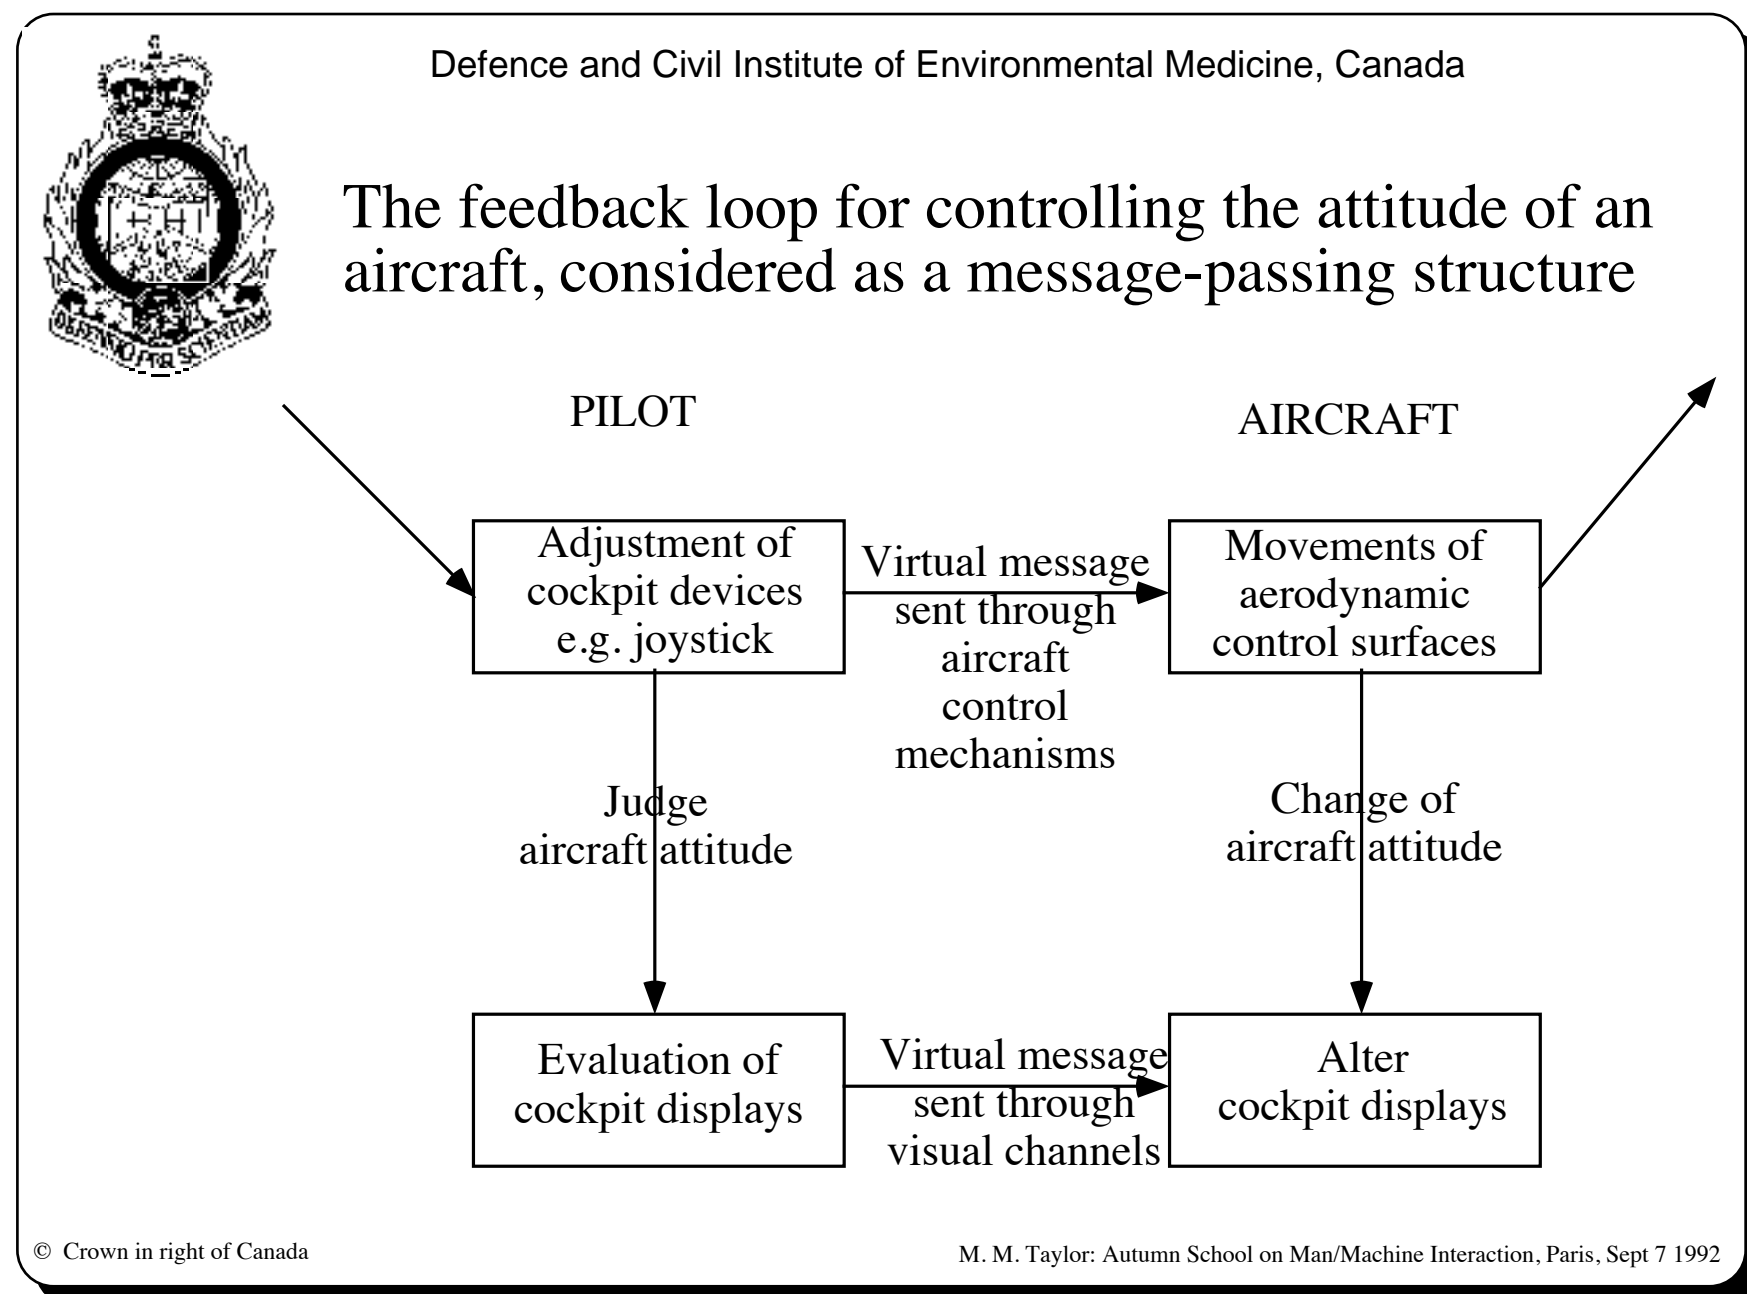 Defence and Civil Institute of Environmental Medicine, Canada
The feedback loop for controlling the attitude of an
aircraft, considered as a message-passing structure
DEFENDO PER SCIENTIAM
PILOT
AIRCRAFT
Adjustment of
cockpit devices
e.g. joystick
Virtual message
sent through
aircraft
control
mechanisms
Movements of
aerodynamic
control surfaces
Judge
aircraft attitude
Change of
aircraft attitude
Evaluation of
cockpit displays
Virtual message
sent through
visual channels
Alter
cockpit displays
© Crown in right of Canada
M. M. Taylor: Autumn School on Man/Machine Interaction, Paris, Sept 7 1992